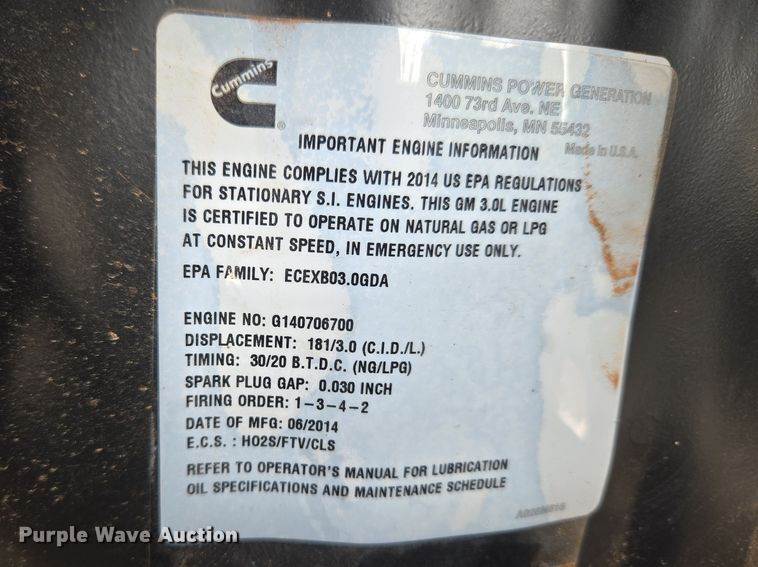 Cummins
®
CUMMINS POWER GENERATION
1400 73rd Ave. NE
Minneapolis, MN 55432
Made in U.S.A.
IMPORTANT ENGINE INFORMATION
THIS ENGINE COMPLIES WITH 2014 US EPA REGULATIONS
FOR STATIONARY S.I. ENGINES. THIS GM 3.0L ENGINE
IS CERTIFIED TO OPERATE ON NATURAL GAS OR LPG
AT CONSTANT SPEED, IN EMERGENCY USE ONLY.
EPA FAMILY: ECEXB03.0GDA
ENGINE NO: G140706700
DISPLACEMENT: 181/3.0 (C.I.D./L.)
TIMING: 30/20 B.T.D.C. (NG/LPG)
SPARK PLUG GAP: 0.030 INCH
FIRING ORDER: 1-3-4-2
DATE OF MFG: 06/2014
E.C.S. : HO2S/FTV/CLS
REFER TO OPERATOR'S MANUAL FOR LUBRICATION
OIL SPECIFICATIONS AND MAINTENANCE SCHEDULE
Purple Wave Auction